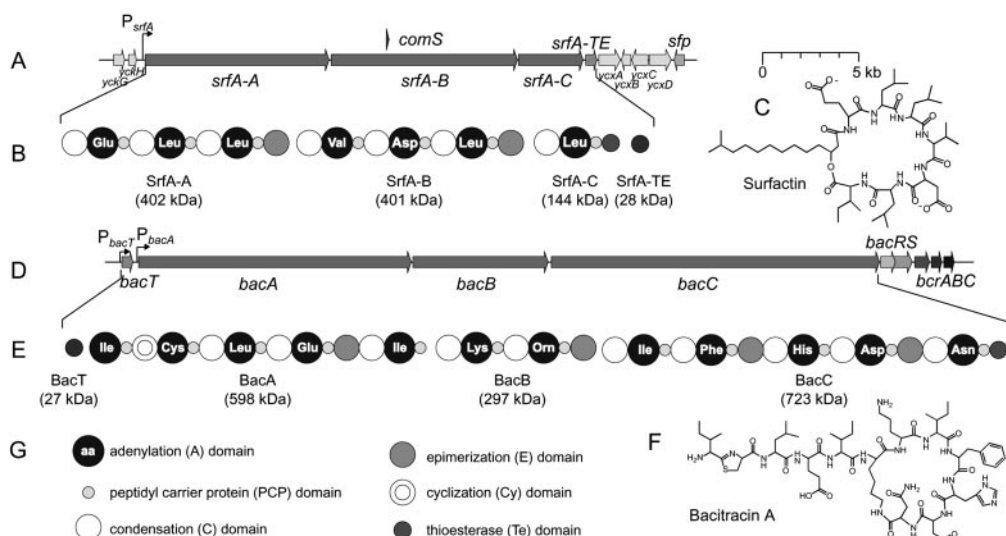 P srfA
comS
srfA-TE
sfp
A
yckG
yckH
srfA-A
srfA-B
srfA-C
ycxA
ycxB
ycxC
ycxD
0 5 kb
B
Glu Leu Leu Val Asp Leu Leu
SrfA-A SrfA-B SrfA-C SrfA-TE
(402 kDa) (401 kDa) (144 kDa) (28 kDa)
C
Surfactin
P bacT P bacA
D
bacRS
bacT bacA bacB bacC bcrABC
E
Ile Cys Leu Glu Ile Lys Orn Ile Phe His Asp Asn
BacT BacA BacB BacC
(27 kDa) (598 kDa) (297 kDa) (723 kDa)
G
aa adenylation (A) domain
peptidyl carrier protein (PCP) domain
condensation (C) domain
epimerization (E) domain
cyclization (Cy) domain
thioesterase (Te) domain
F
Bacitracin A